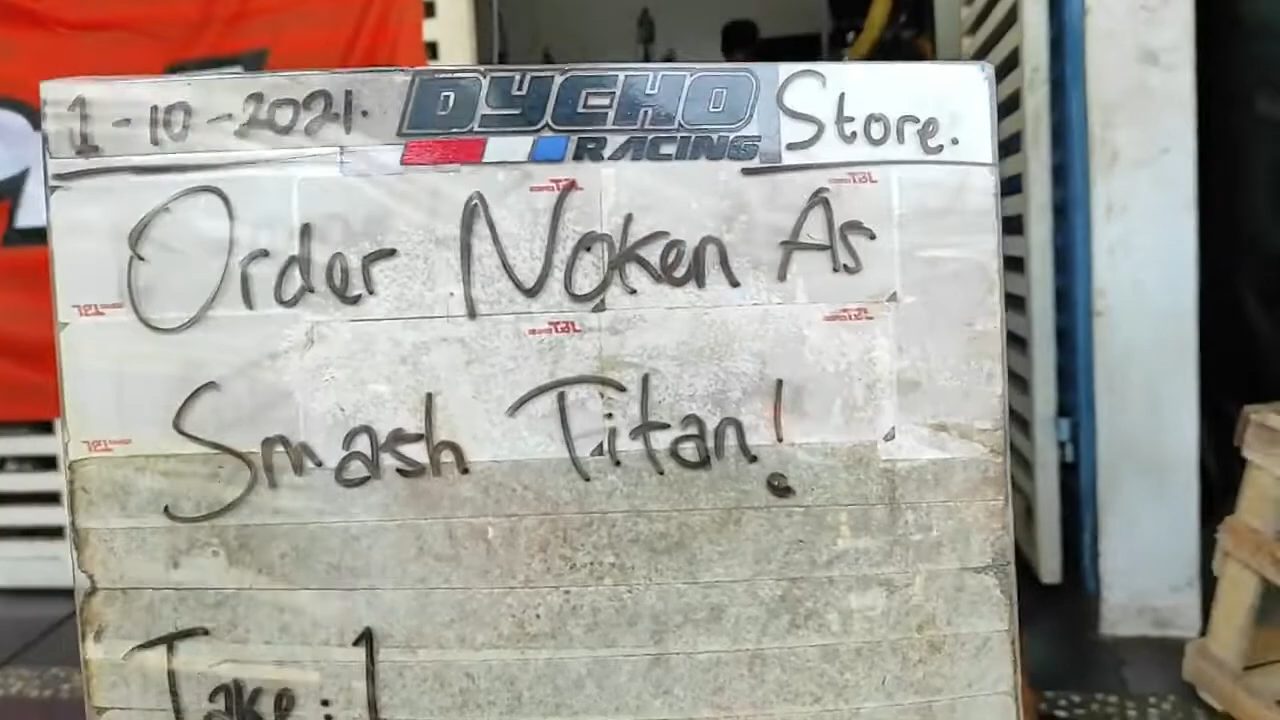 1-10-2021. DYCHO Store.
RACING
Order Noken As
Smash Titan!
Take: 1